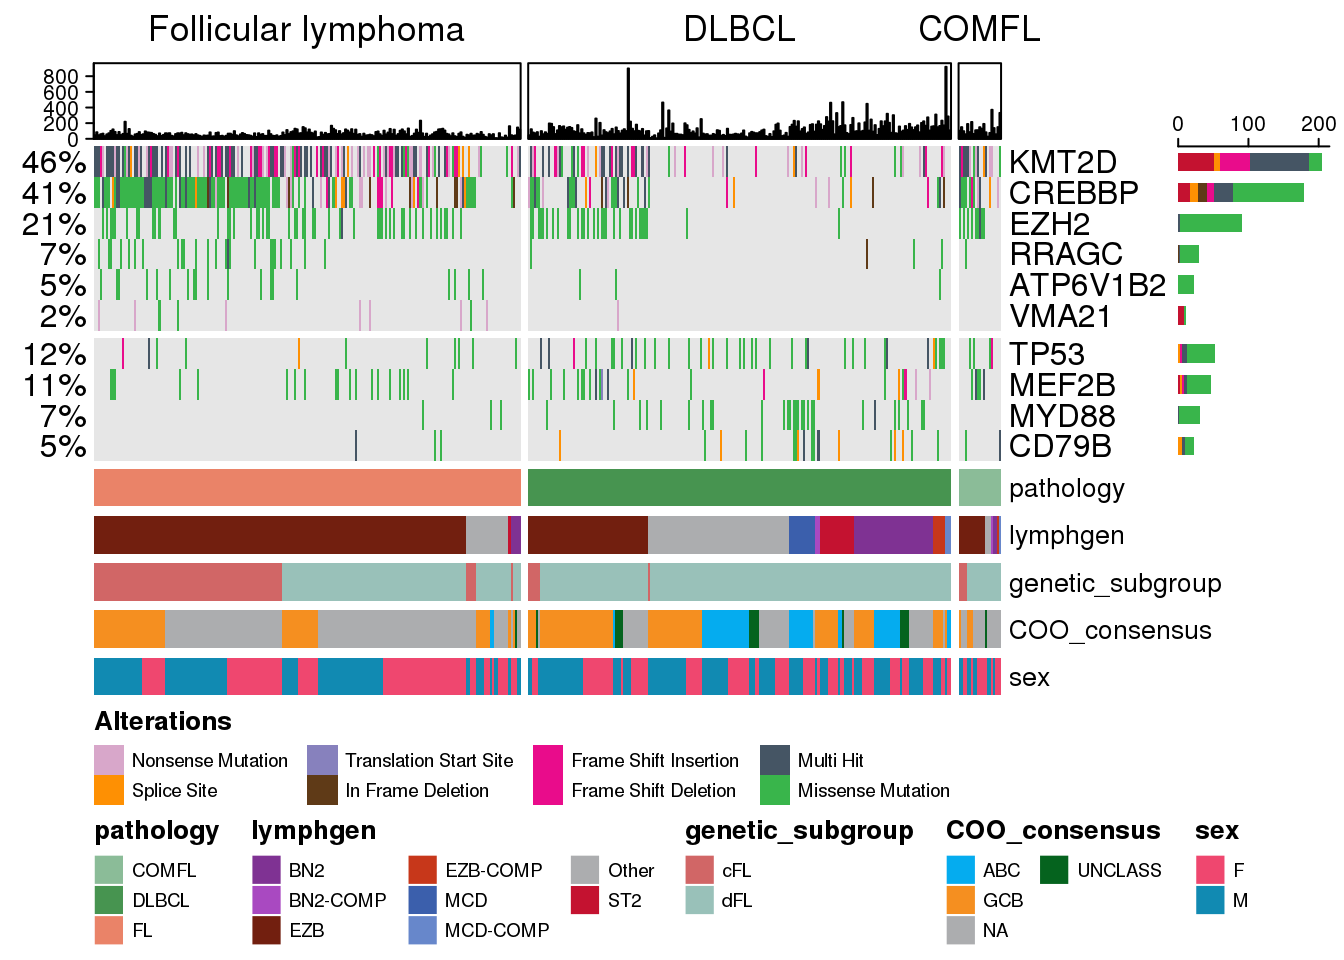 Follicular lymphoma DLBCL COMFL
800
600
400
200
0
0 100 200
46% KMT2D
41% CREBBP
21% EZH2
7% RRAGC
5% ATP6V1B2
2% VMA21
12% TP53
11% MEF2B
7% MYD88
5% CD79B
pathology
lymphgen
genetic_subgroup
COO_consensus
sex
Alterations
Nonsense Mutation Translation Start Site Frame Shift Insertion Multi Hit
Splice Site In Frame Deletion Frame Shift Deletion Missense Mutation
pathology lymphgen genetic_subgroup COO_consensus sex
COMFL BN2 EZB-COMP Other cFL ABC UNCLASS F
DLBCL BN2-COMP MCD ST2 dFL GCB M
FL EZB MCD-COMP NA